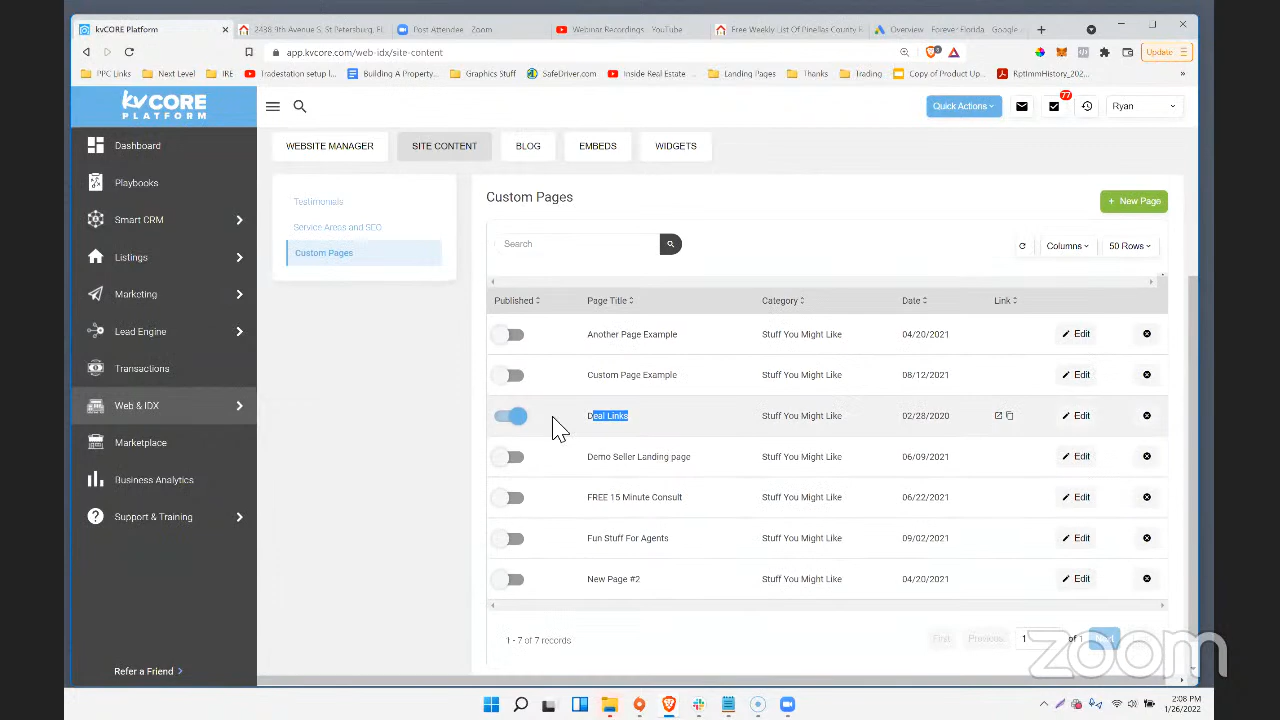 kvCORE Platform
2438 9th Avenue S, St Petersburg, FL
Post Attendee - Zoom
Webinar Recordings - YouTube
Free Weekly List Of Pinellas County F
Overview - Forever Florida - Google
app.kvcore.com/web-idx/site-content
Update
PPC Links
Next Level
IRE
Tradestation setup I...
Building A Property...
Graphics Stuff
SafeDriver.com
Inside Real Estate ...
Landing Pages
Thanks
Trading
Copy of Product Up...
RptImmHistory_202...
»
kvCORE
PLATFORM
Quick Actions
77
Ryan
Dashboard
Playbooks
Smart CRM
Listings
Marketing
Lead Engine
Transactions
Web & IDX
Marketplace
Business Analytics
Support & Training
Refer a Friend
WEBSITE MANAGER
SITE CONTENT
BLOG
EMBEDS
WIDGETS
Testimonials
Service Areas and SEO
Custom Pages
Custom Pages
+ New Page
Search
Columns
50 Rows
Published
Page Title
Category
Date
Link
Another Page Example
Stuff You Might Like
04/20/2021
Edit
Custom Page Example
Stuff You Might Like
08/12/2021
Edit
Deal Links
Stuff You Might Like
02/28/2020
Edit
Demo Seller Landing page
Stuff You Might Like
06/09/2021
Edit
FREE 15 Minute Consult
Stuff You Might Like
06/22/2021
Edit
Fun Stuff For Agents
Stuff You Might Like
09/02/2021
Edit
New Page #2
Stuff You Might Like
04/20/2021
Edit
1 - 7 of 7 records
First
Previous
1
of 1
zoom
2:08 PM
1/26/2022